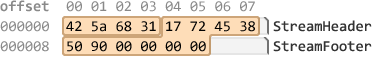 offset 00 01 02 03 04 05 06 07
000000 42 5a 68 31 17 72 45 38 StreamHeader
000008 50 90 00 00 00 00 StreamFooter